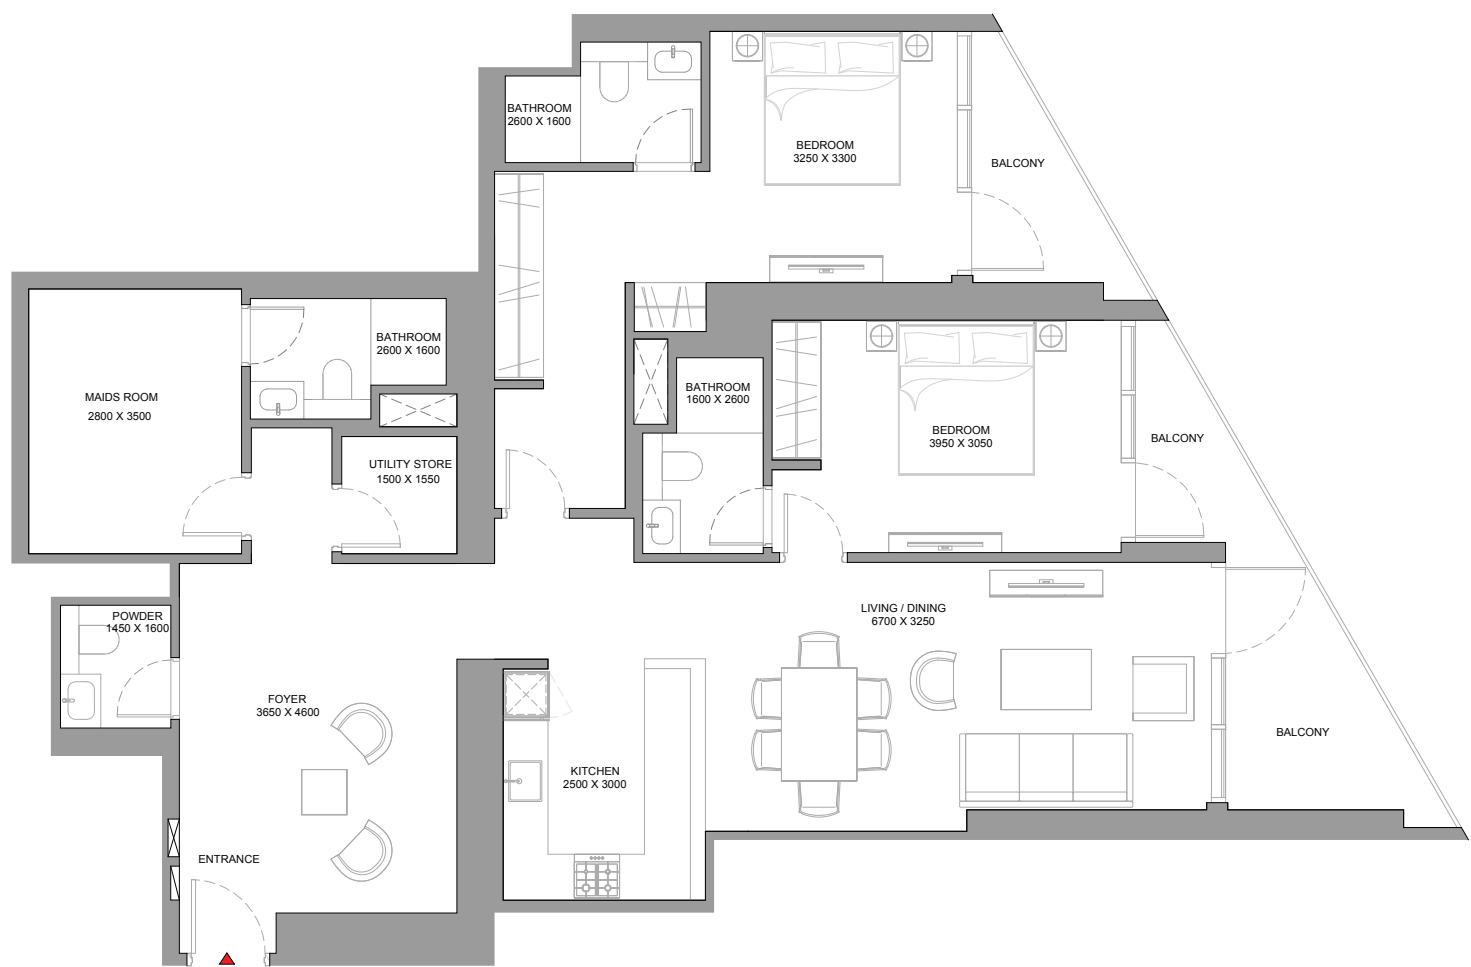 BATHROOM
2600 X 1600
BEDROOM
3250 X 3300
BALCONY
BATHROOM
2600 X 1600
MAIDS ROOM
2800 X 3500
BATHROOM
1600 X 2600
BEDROOM
3950 X 3050
BALCONY
UTILITY STORE
1500 X 1550
POWDER
1450 X 1600
LIVING / DINING
6700 X 3250
FOYER
3650 X 4600
BALCONY
KITCHEN
2500 X 3000
ENTRANCE